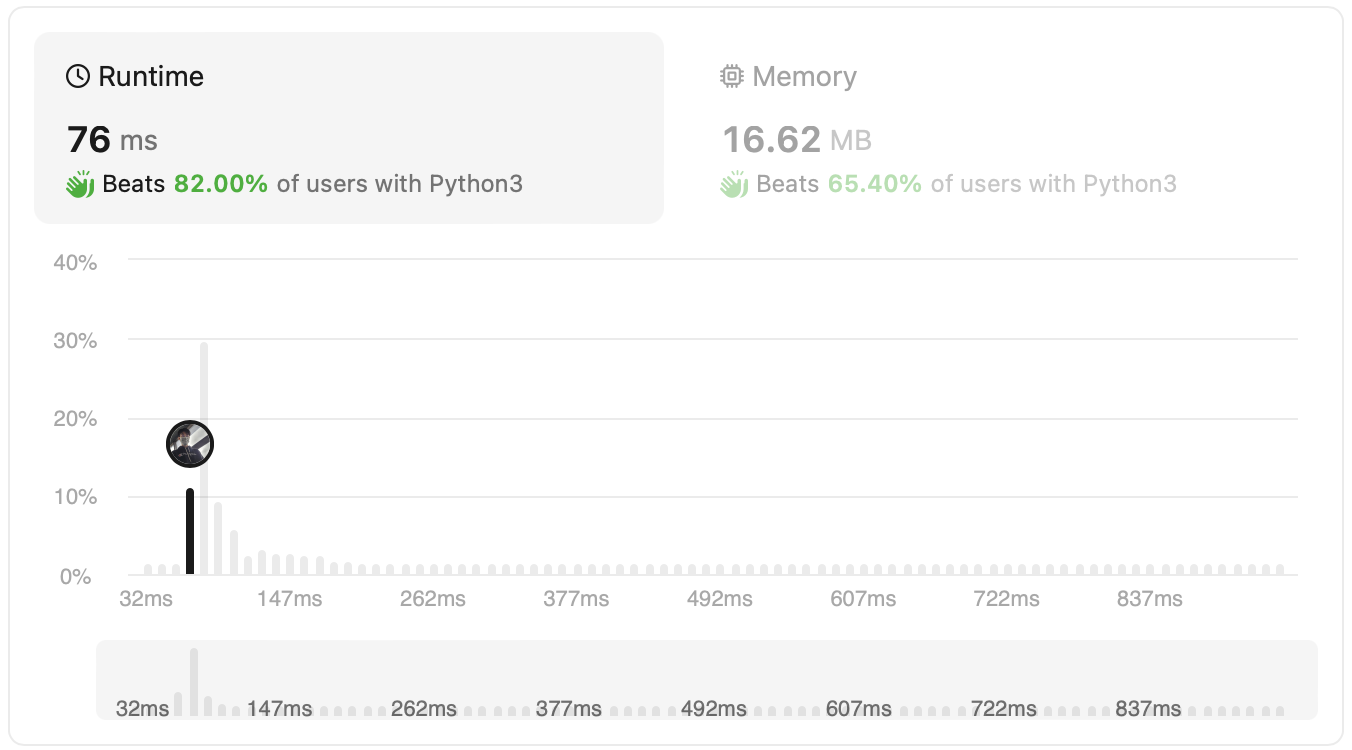 Runtime
76 ms
Beats 82.00% of users with Python3
Memory
16.62 MB
Beats 65.40% of users with Python3
40%
30%
20%
10%
0%
32ms 147ms 262ms 377ms 492ms 607ms 722ms 837ms
32ms 147ms 262ms 377ms 492ms 607ms 722ms 837ms